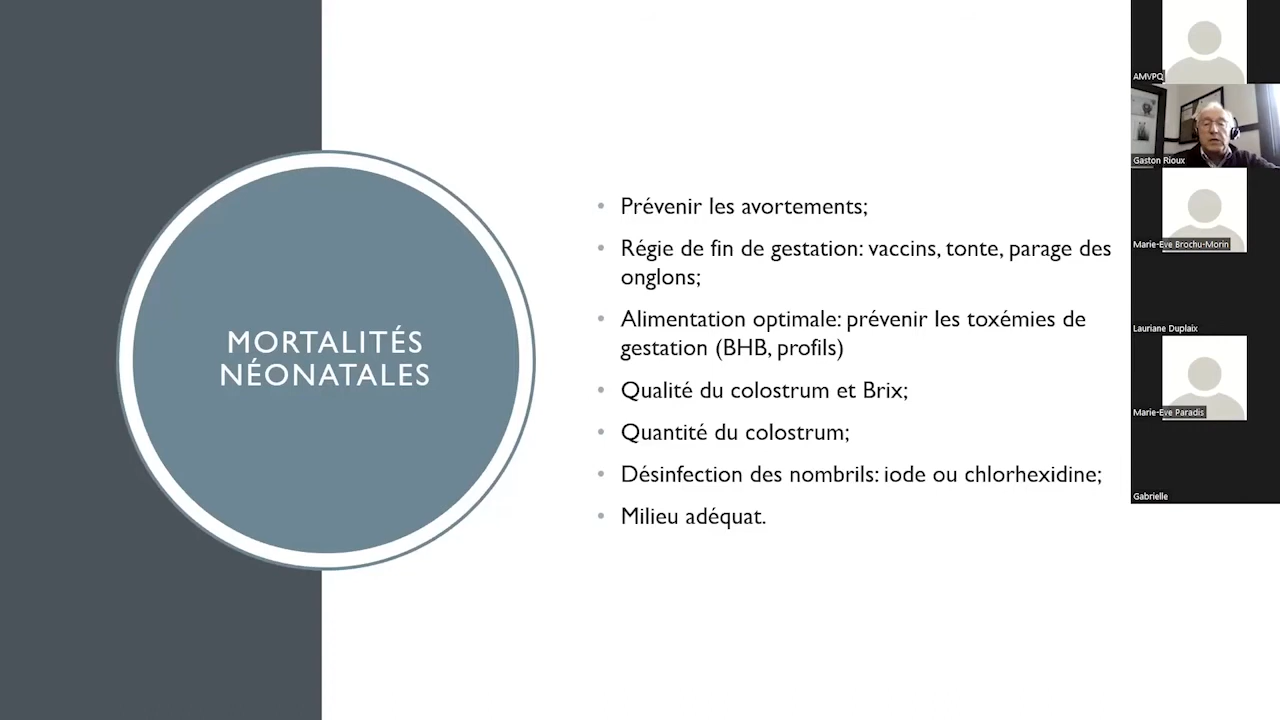 MORTALITÉS
NÉONATALES
• Prévenir les avortements;
• Régie de fin de gestation: vaccins, tonte, parage des
onglons;
• Alimentation optimale: prévenir les toxémies de
gestation (BHB, profils)
• Qualité du colostrum et Brix;
• Quantité du colostrum;
• Désinfection des nombrils: iode ou chlorhexidine;
• Milieu adéquat.
AMVPQ
Gaston Rioux
Marie-Eve Brochu-Morin
Lauriane Duplaix
Marie-Eve Paradis
Gabrielle